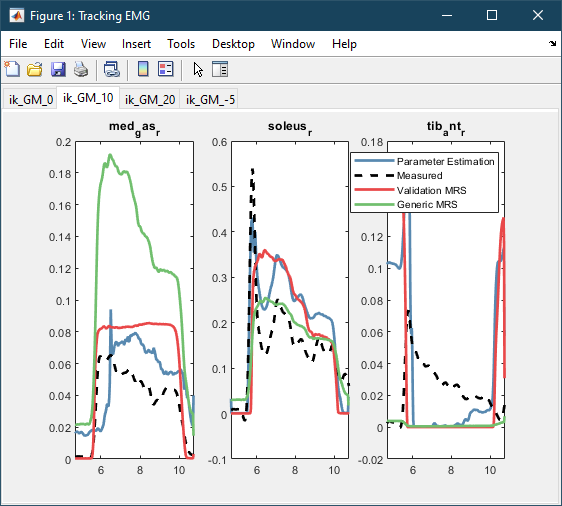 Figure 1: Tracking EMG
File Edit View Insert Tools Desktop Window Help
ik_GM_0 ik_GM_10 ik_GM_20 ik_GM_-5
med_gas_r
0.2
0.18
0.16
0.14
0.12
0.1
0.08
0.06
0.04
0.02
0
6 8 10
soleus_r
0.6
0.5
0.4
0.3
0.2
0.1
0
-0.1
6 8 10
tib_ant_r
0.18
Parameter Estimation
Measured
Validation MRS
Generic MRS
0.1
0.08
0.06
0.04
0.02
0
-0.02
6 8 10